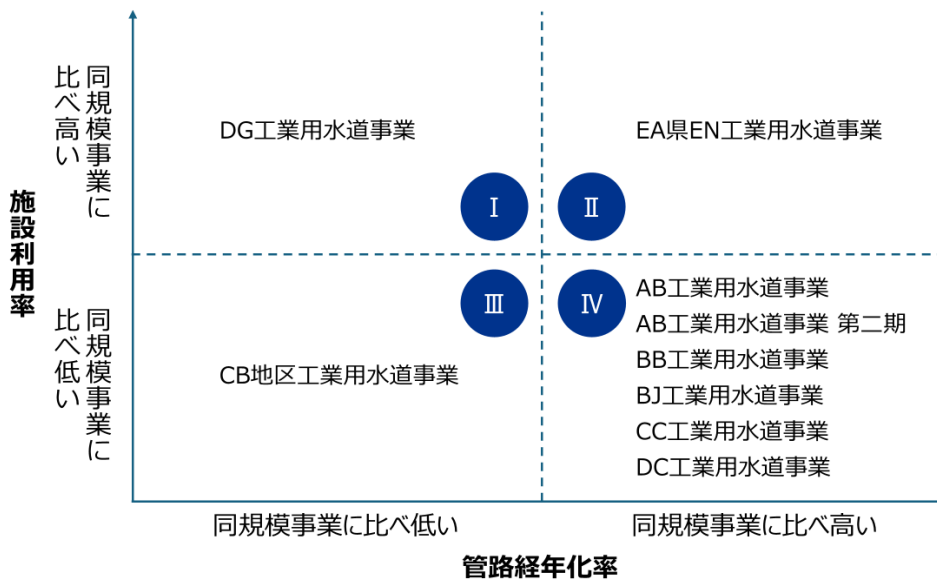 施設利用率
同規模事業に
比べ高い
同規模事業に
比べ低い
DG工業用水道事業
EA県EN工業用水道事業
Ⅰ
Ⅱ
Ⅲ
Ⅳ
CB地区工業用水道事業
AB工業用水道事業
AB工業用水道事業 第二期
BB工業用水道事業
BJ工業用水道事業
CC工業用水道事業
DC工業用水道事業
同規模事業に比べ低い
同規模事業に比べ高い
管路経年化率